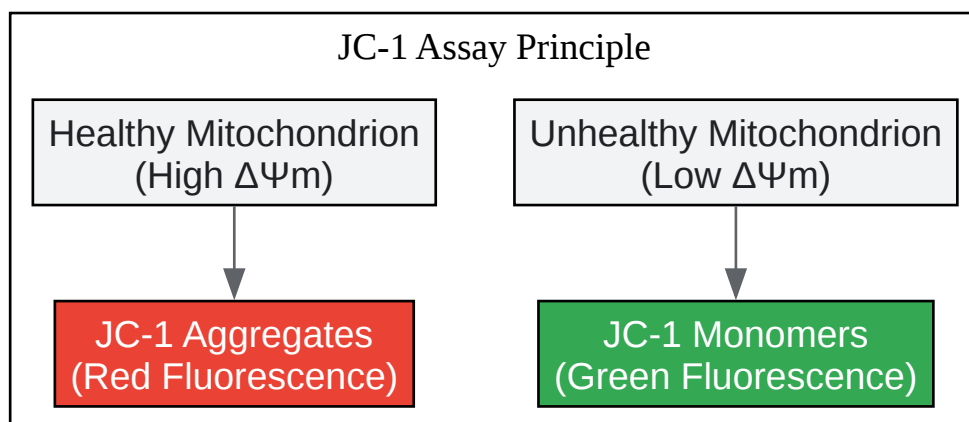 JC-1 Assay Principle
Healthy Mitochondrion
(High ΔΨm)
Unhealthy Mitochondrion
(Low ΔΨm)
JC-1 Aggregates
(Red Fluorescence)
JC-1 Monomers
(Green Fluorescence)